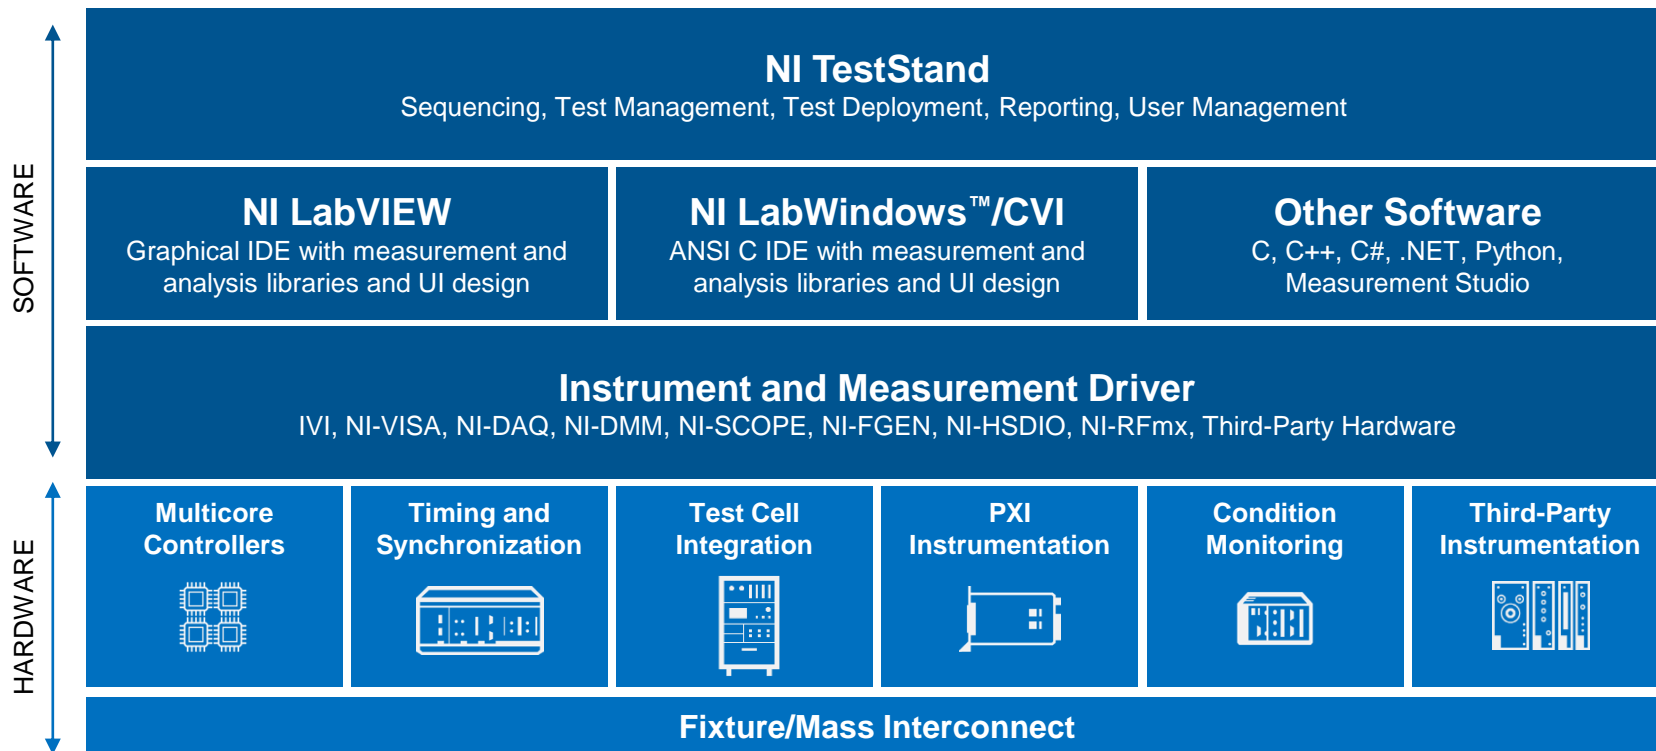 NI TestStand
Sequencing, Test Management, Test Deployment, Reporting, User Management
SOFTWARE
NI LabVIEW
Graphical IDE with measurement and
analysis libraries and UI design
NI LabWindows™/CVI
ANSI C IDE with measurement and
analysis libraries and UI design
Other Software
C, C++, C#, .NET, Python,
Measurement Studio
Instrument and Measurement Driver
IVI, NI-VISA, NI-DAQ, NI-DMM, NI-SCOPE, NI-FGEN, NI-HSDIO, NI-RFmx, Third-Party Hardware
HARDWARE
Multicore
Controllers
Timing and
Synchronization
Test Cell
Integration
PXI
Instrumentation
Condition
Monitoring
Third-Party
Instrumentation
Fixture/Mass Interconnect